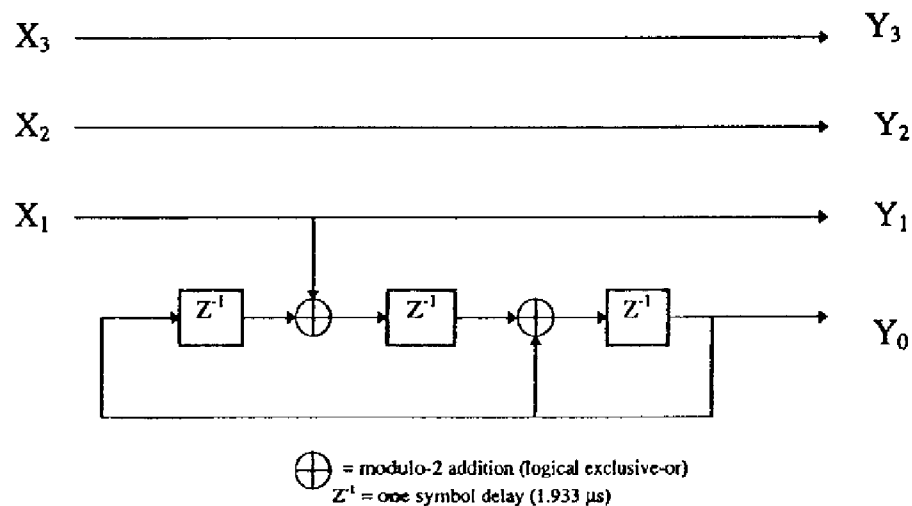 X₃ Y₃
X₂ Y₂
X₁ Y₁
Z⁻¹ Z⁻¹ Z⁻¹ Y₀
⊕ = modulo-2 addition (logical exclusive-or)
Z⁻¹ = one symbol delay (1.933 µs)